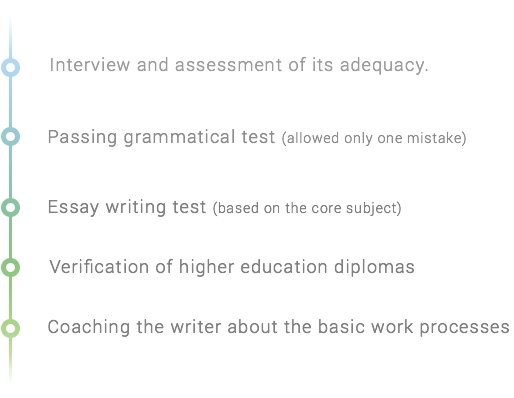 Interview and assessment of its adequacy.
Passing grammatical test (allowed only one mistake)
Essay writing test (based on the core subject)
Verification of higher education diplomas
Coaching the writer about the basic work processes